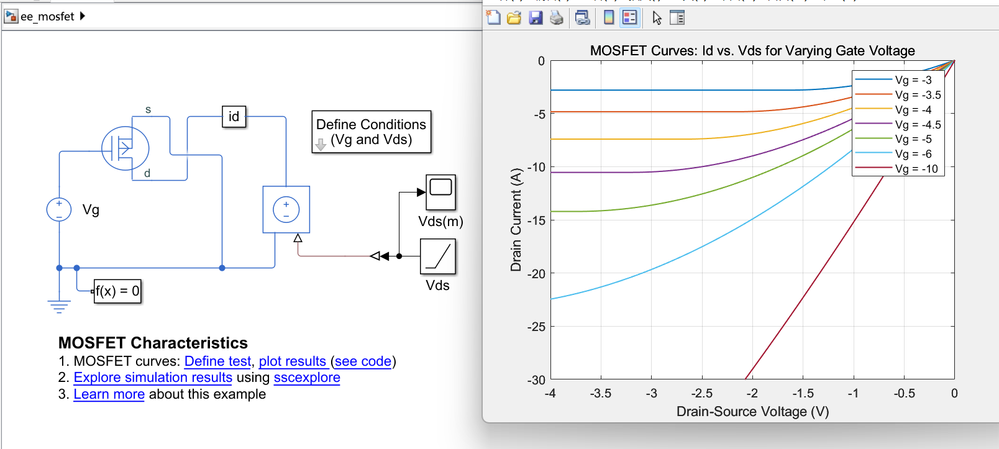 ee_mosfet
s
id
Define Conditions
(Vg and Vds)
d
Vg
Vds(m)
Vds
f(x) = 0
MOSFET Characteristics
1. MOSFET curves: Define test, plot results (see code)
2. Explore simulation results using sscexplore
3. Learn more about this example
MOSFET Curves: Id vs. Vds for Varying Gate Voltage
0
-5
-10
-15
-20
-25
-30
Drain Current (A)
Vg = -3
Vg = -3.5
Vg = -4
Vg = -4.5
Vg = -5
Vg = -6
Vg = -10
-4 -3.5 -3 -2.5 -2 -1.5 -1 -0.5 0
Drain-Source Voltage (V)